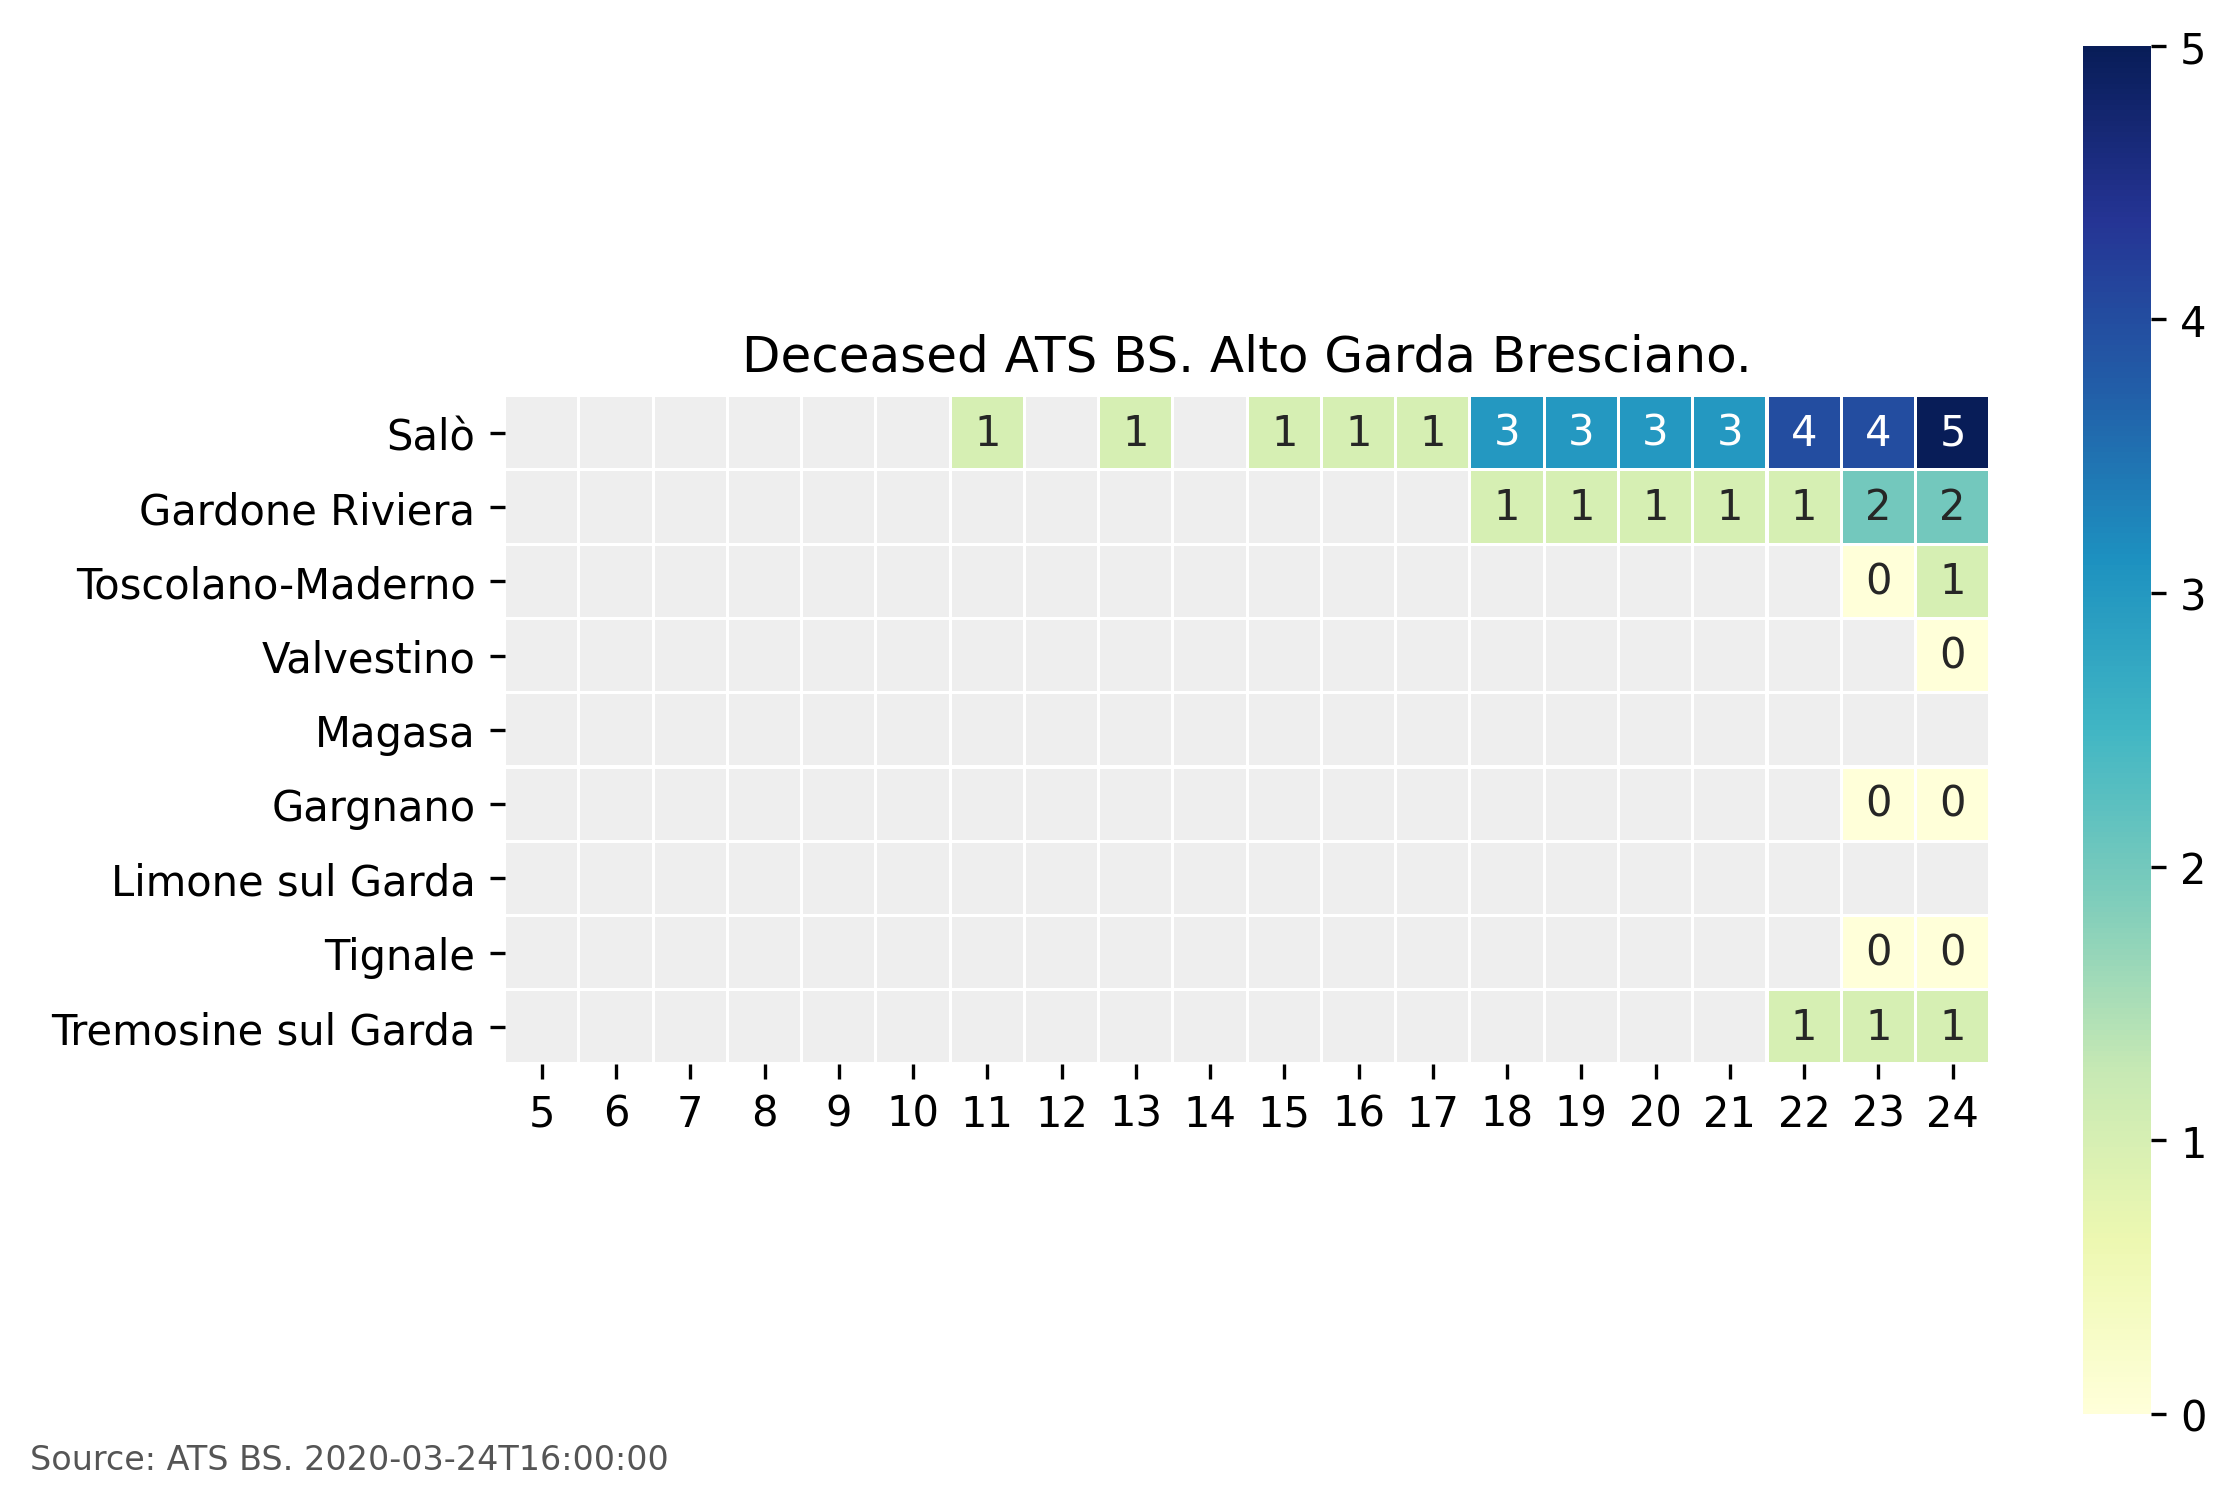 Deceased ATS BS. Alto Garda Bresciano.
Salò 1 1 1 1 1 3 3 3 3 4 4 5
Gardone Riviera 1 1 1 1 1 2 2
Toscolano-Maderno 0 1
Valvestino 0
Magasa
Gargnano 0 0
Limone sul Garda
Tignale 0 0
Tremosine sul Garda 1 1 1
5 6 7 8 9 10 11 12 13 14 15 16 17 18 19 20 21 22 23 24
5
4
3
2
1
0
Source: ATS BS. 2020-03-24T16:00:00